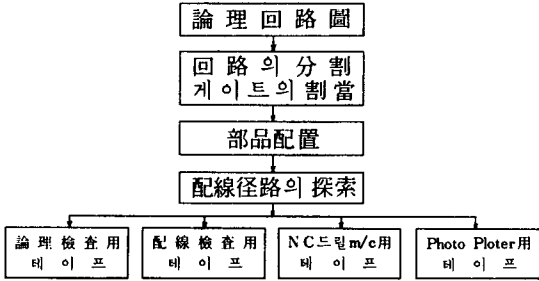 論理回路圖
回路의 分割
게이트의 割當
部品配置
配線径路의 探索
論理檢査用
테이프
配線檢査用
테이프
NC드릴m/c用
테이프
Photo Ploter用
테이프